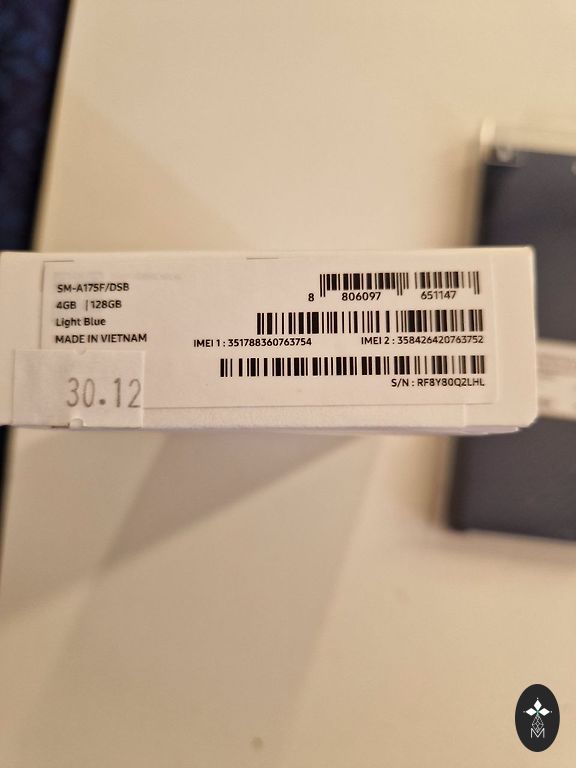 SM-A175F/DSB
4GB | 128GB
Light Blue
MADE IN VIETNAM
8 806097 651147
IMEI 1 : 351788360763754 IMEI 2 : 358426420763752
S/N : RF8Y80Q2LHL
30.12
M